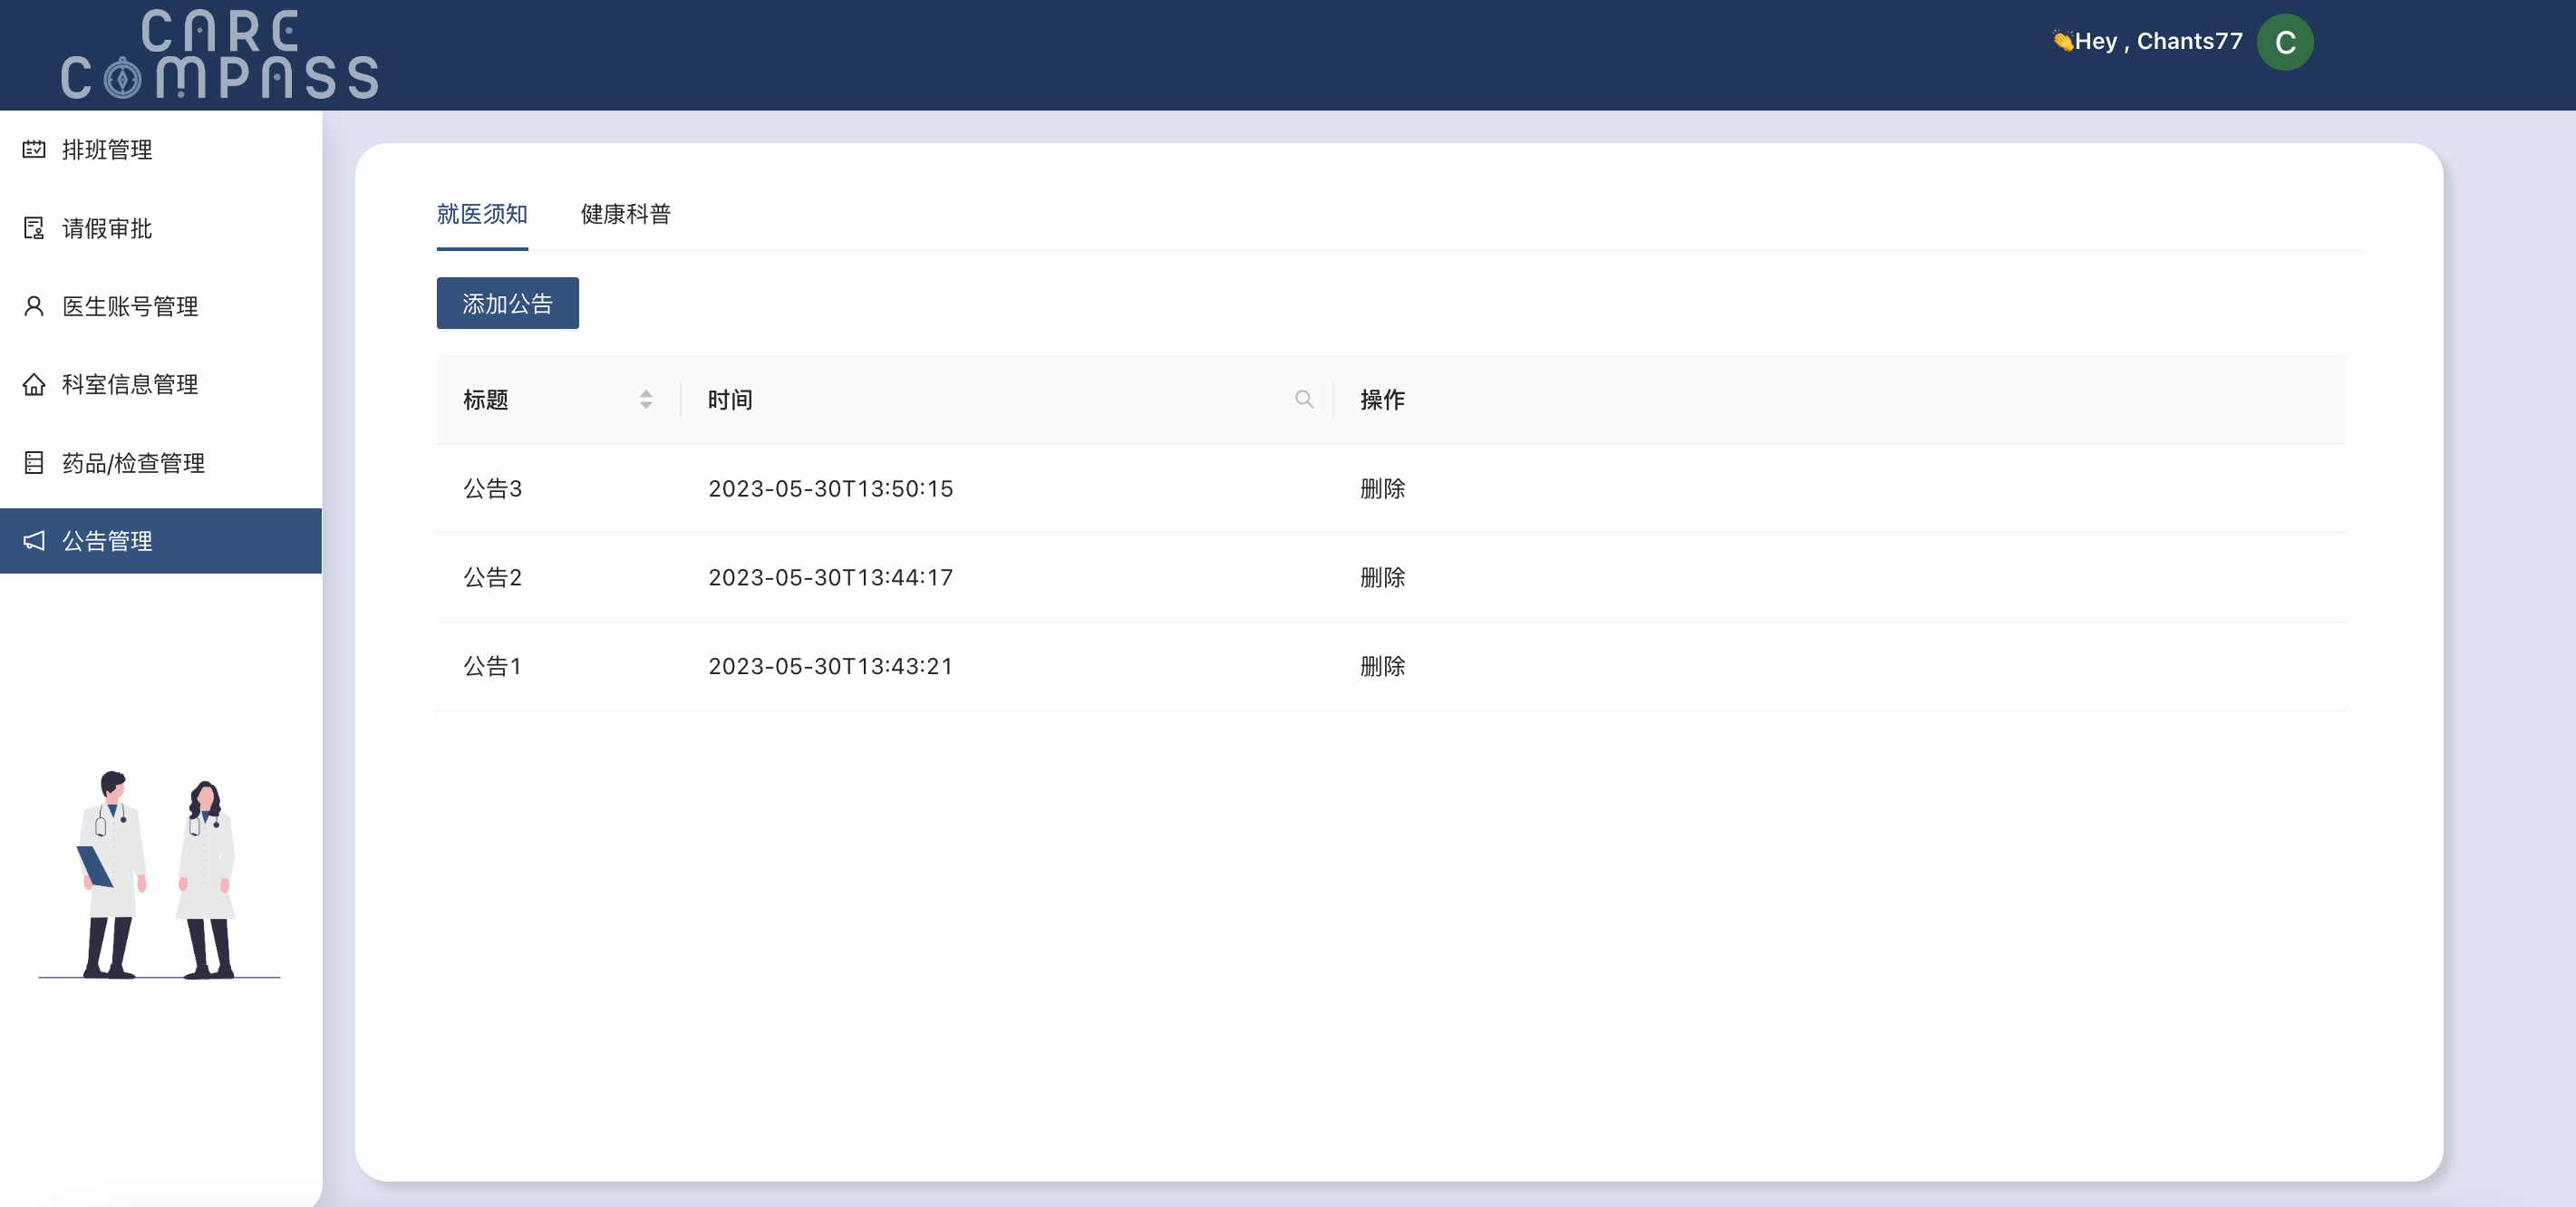 CARE
COMPASS
👏Hey , Chants77
C
排班管理
请假审批
医生账号管理
科室信息管理
药品/检查管理
公告管理
就医须知 健康科普
添加公告
标题 时间 操作
公告3 2023-05-30T13:50:15 删除
公告2 2023-05-30T13:44:17 删除
公告1 2023-05-30T13:43:21 删除